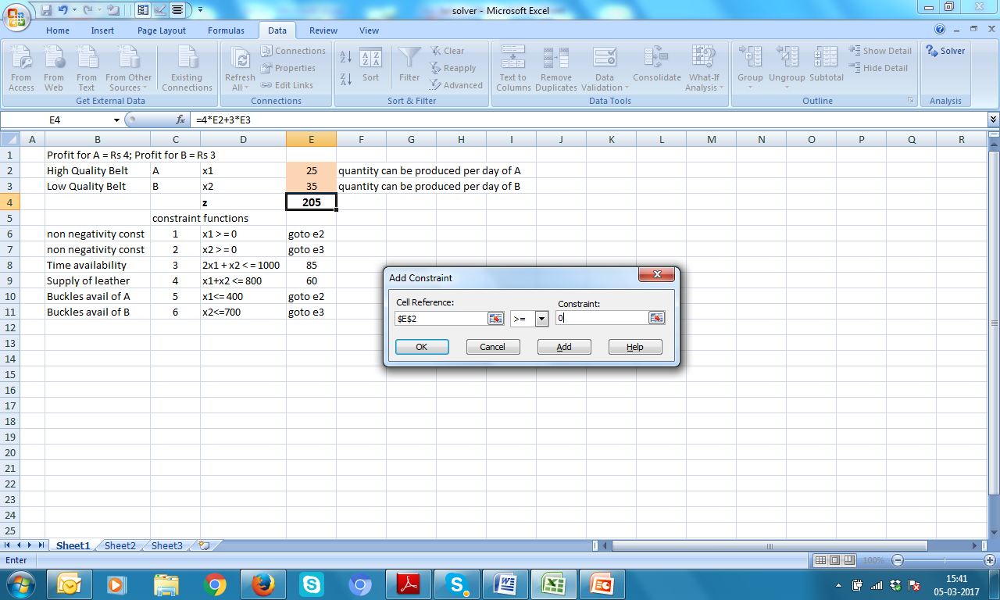 solver - Microsoft Excel
Home Insert Page Layout Formulas Data Review View
From Access From Web From Text From Other Sources Existing Connections Refresh All Connections Properties Edit Links Sort Filter Clear Reapply Advanced Text to Columns Remove Duplicates Data Validation Consolidate What-If Analysis Group Ungroup Subtotal Show Detail Hide Detail Solver
Get External Data Connections Sort & Filter Data Tools Outline Analysis
E4 fx =4*E2+3*E3
A B C D E F G H I J K L M N O P Q R
1 Profit for A = Rs 4; Profit for B = Rs 3
2 High Quality Belt A x1 25 quantity can be produced per day of A
3 Low Quality Belt B x2 35 quantity can be produced per day of B
4 z 205
5 constraint functions
6 non negativity const 1 x1 > = 0 goto e2
7 non negativity const 2 x2 > = 0 goto e3
8 Time availability 3 2x1 + x2 < = 1000 85
9 Supply of leather 4 x1+x2 <= 800 60
10 Buckles avail of A 5 x1<= 400 goto e2
11 Buckles avail of B 6 x2<=700 goto e3
12
13
14
15
16
17
18
19
20
21
22
23
24
25
Add Constraint
Cell Reference: Constraint:
$E$2 >= 0
OK Cancel Add Help
Sheet1 Sheet2 Sheet3
Enter 100%
15:41
05-03-2017